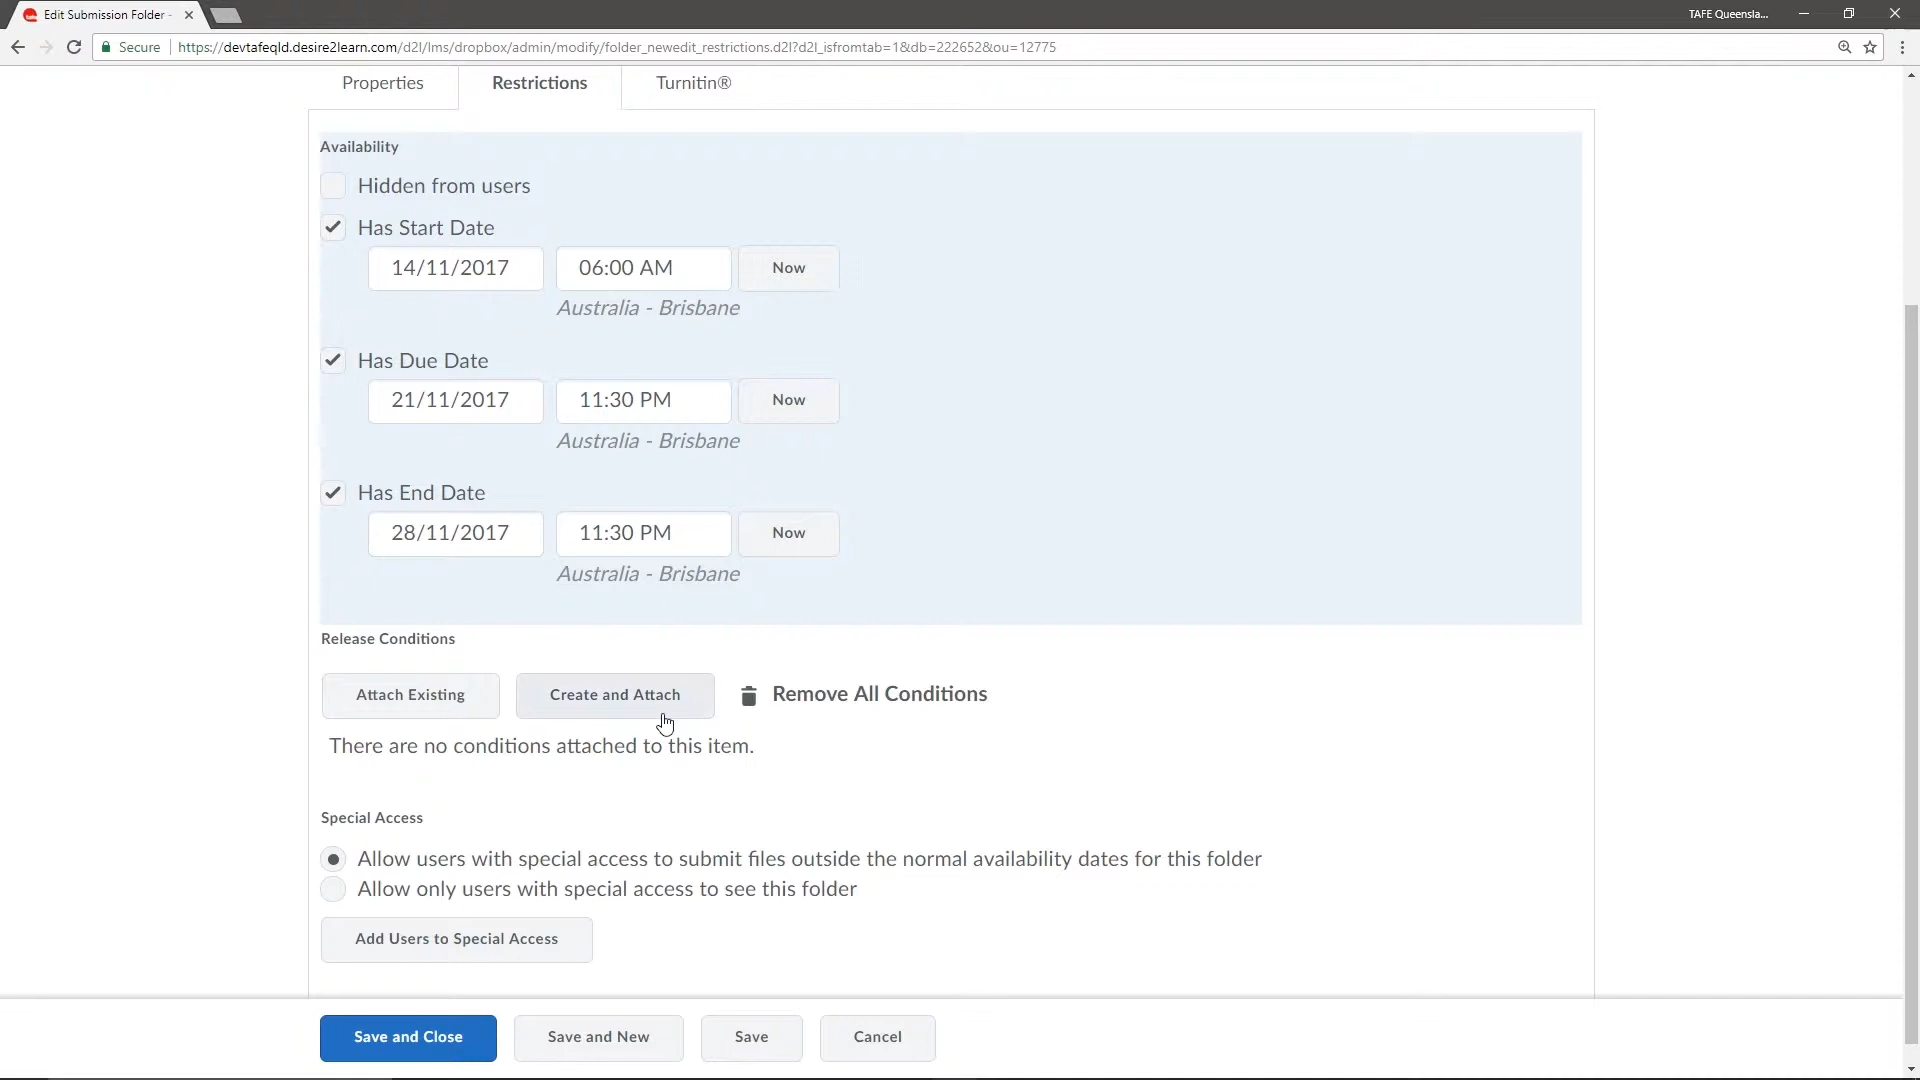 Edit Submission Folder -
TAFE Queensla...
Secure
https://devtafeqld.desire2learn.com/d2l/lms/dropbox/admin/modify/folder_newedit_restrictions.d2l?d2l_isfromtab=1&db=222652&ou=12775
Properties
Restrictions
Turnitin®
Availability
Hidden from users
Has Start Date
14/11/2017
06:00 AM
Now
Australia - Brisbane
Has Due Date
21/11/2017
11:30 PM
Now
Australia - Brisbane
Has End Date
28/11/2017
11:30 PM
Now
Australia - Brisbane
Release Conditions
Attach Existing
Create and Attach
Remove All Conditions
There are no conditions attached to this item.
Special Access
Allow users with special access to submit files outside the normal availability dates for this folder
Allow only users with special access to see this folder
Add Users to Special Access
Save and Close
Save and New
Save
Cancel